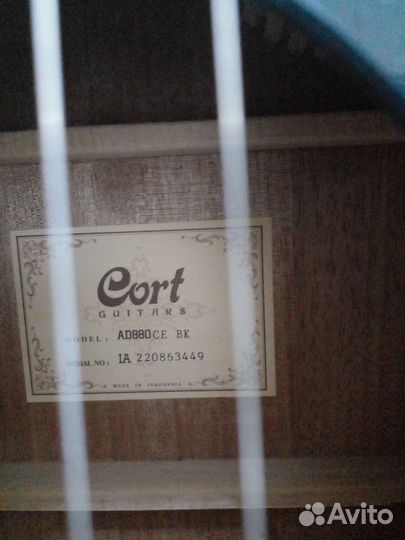 Cort
GUITARS
MODEL: AD880CE BK
SERIAL NO: IA 220863449
MADE IN INDONESIA
Avito